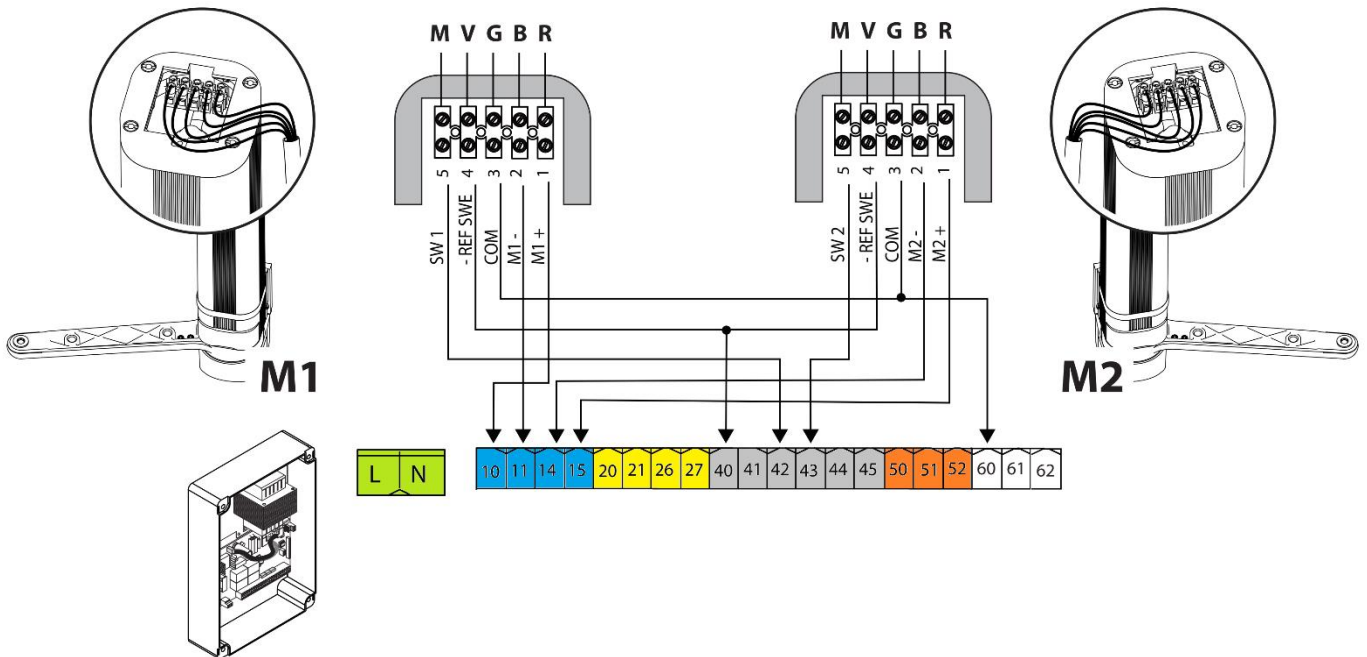 M V G B R
M V G B R
5 4 3 2 1
5 4 3 2 1
SW 1
- REF SWE
COM
M1 -
M1 +
SW 2
- REF SWE
COM
M2 -
M2 +
M1
M2
L N
10 11 14 15 20 21 26 27 40 41 42 43 44 45 50 51 52 60 61 62